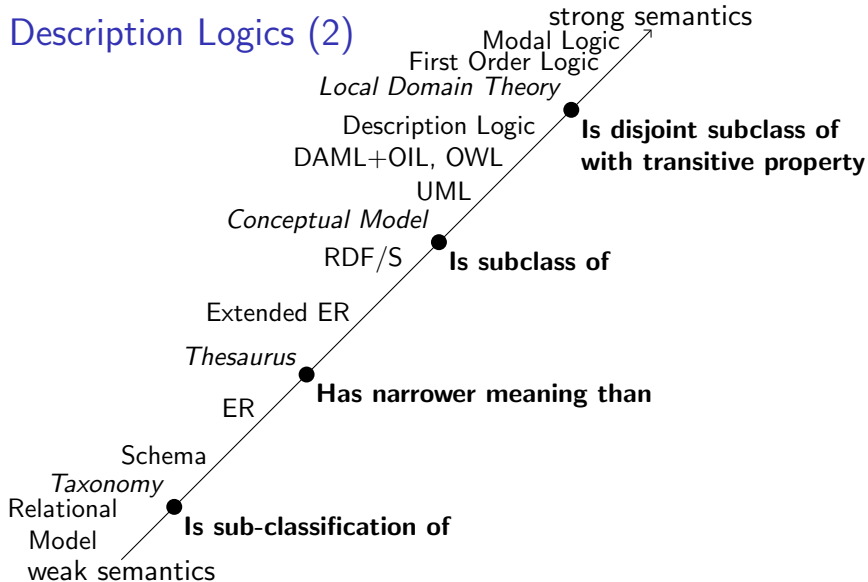 Description Logics (2)
strong semantics
Modal Logic
First Order Logic
Local Domain Theory
Is disjoint subclass of
with transitive property
Description Logic
DAML+OIL, OWL
UML
Conceptual Model
Is subclass of
RDF/S
Extended ER
Thesaurus
Has narrower meaning than
ER
Schema
Taxonomy
Relational
Model
Is sub-classification of
weak semantics